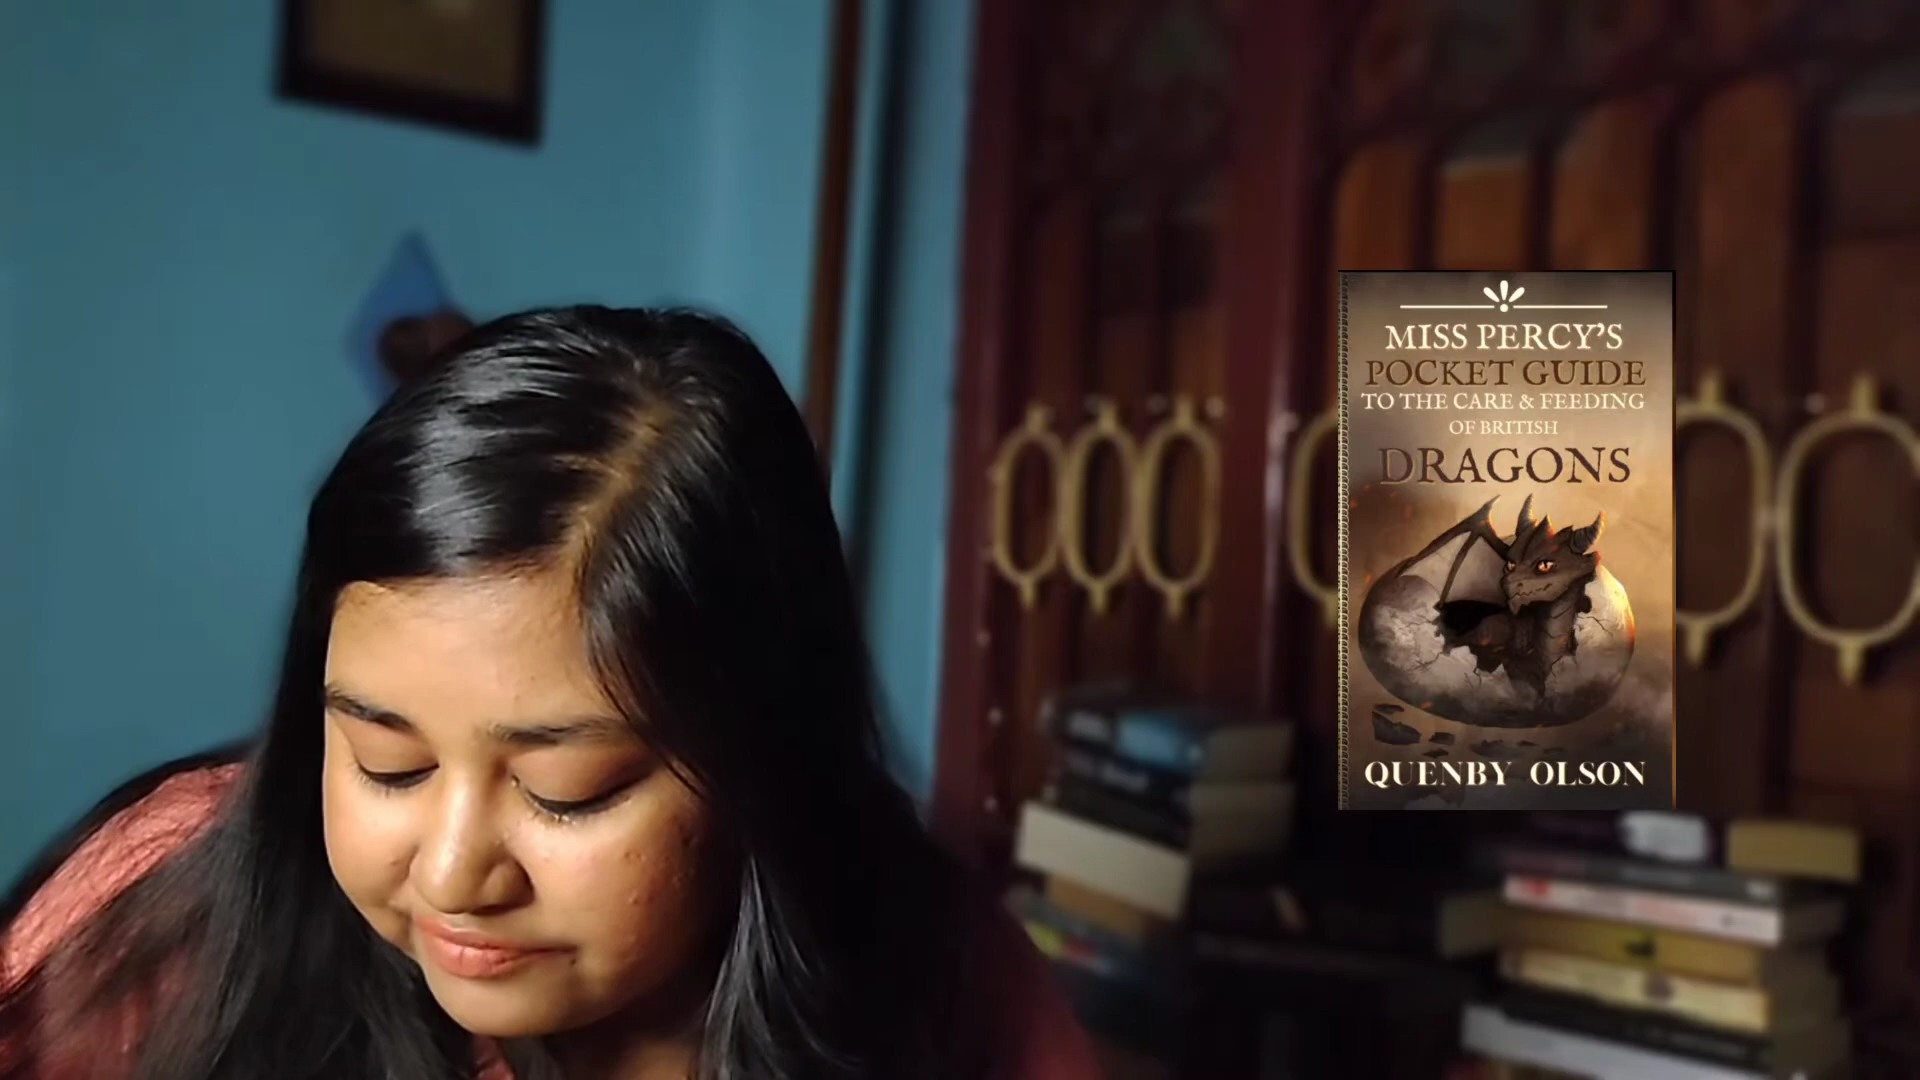 MISS PERCY'S
POCKET GUIDE
TO THE CARE & FEEDING
OF BRITISH
DRAGONS
QUENBY OLSON